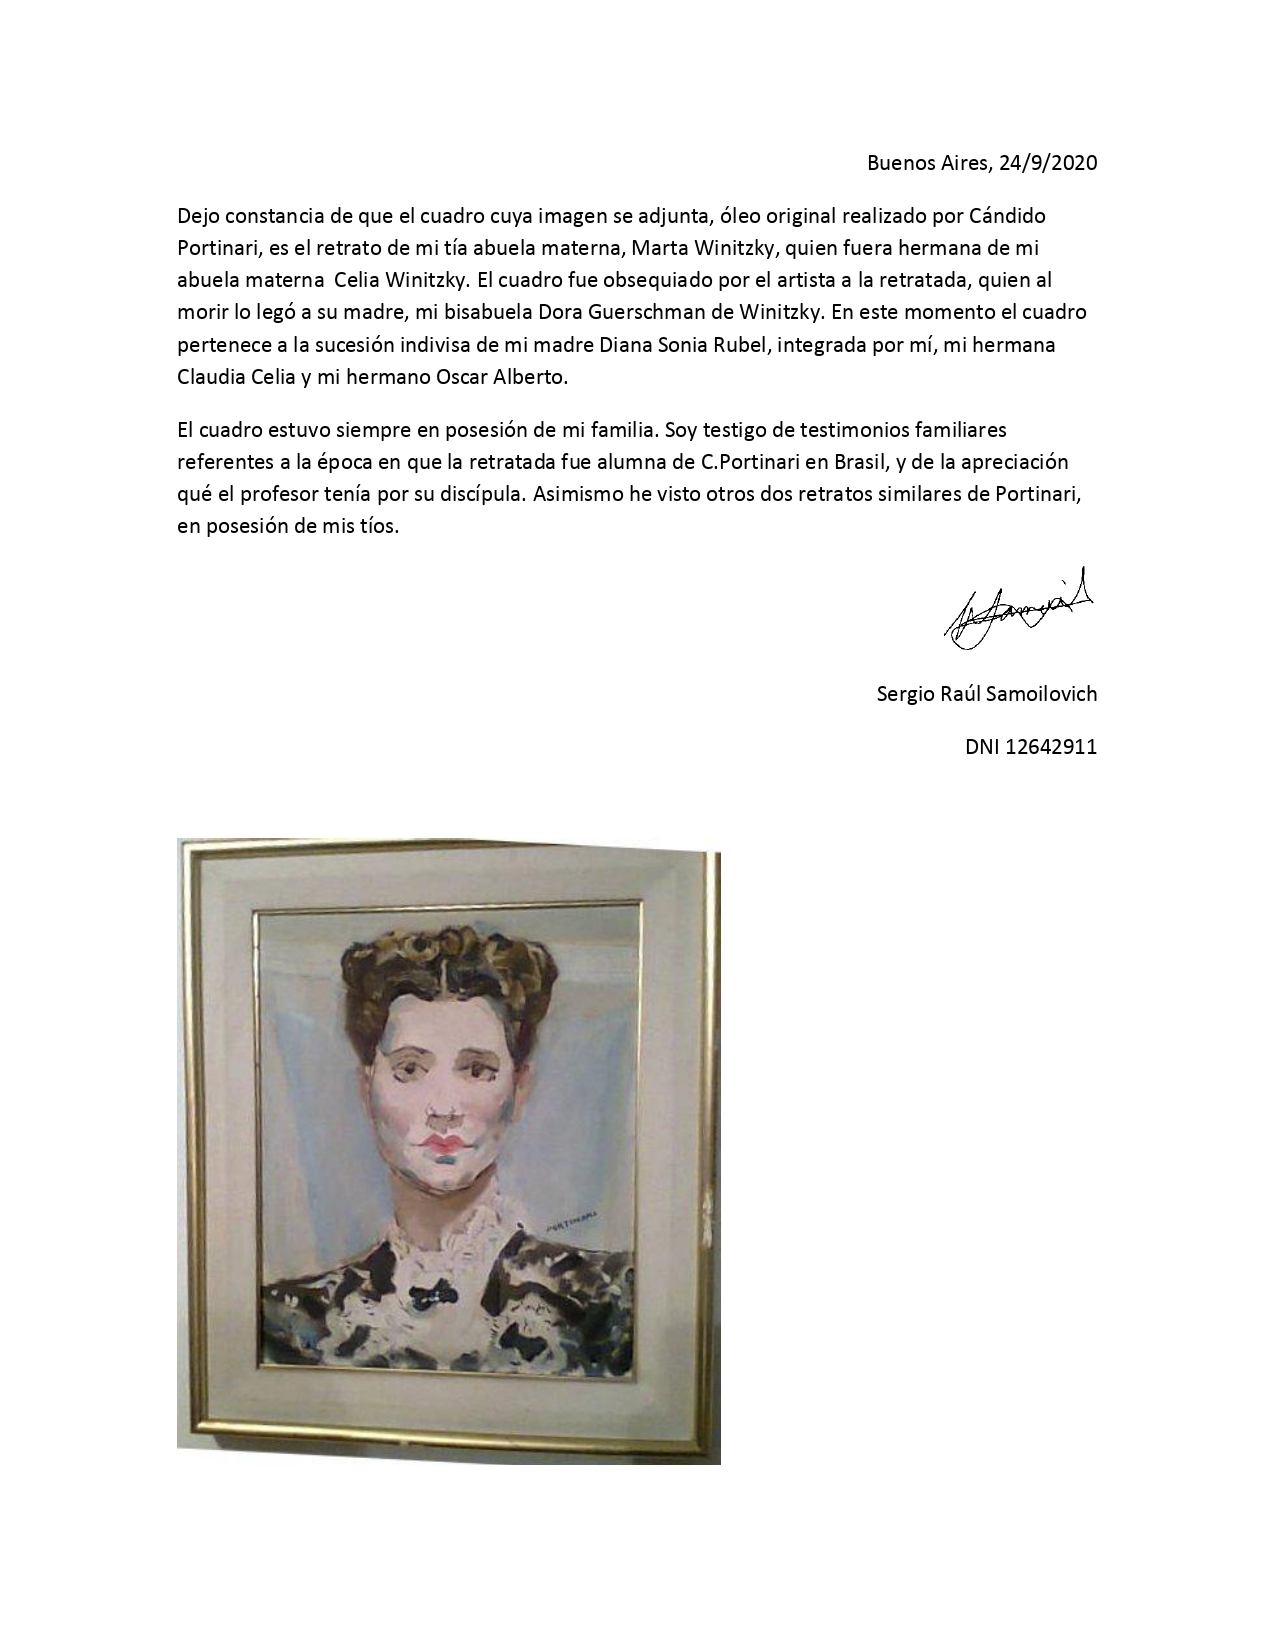 Buenos Aires, 24/9/2020
Dejo constancia de que el cuadro cuya imagen se adjunta, óleo original realizado por Cándido
Portinari, es el retrato de mi tía abuela materna, Marta Winitzky, quien fuera hermana de mi
abuela materna  Celia Winitzky. El cuadro fue obsequiado por el artista a la retratada, quien al
morir lo legó a su madre, mi bisabuela Dora Guerschman de Winitzky. En este momento el cuadro
pertenece a la sucesión indivisa de mi madre Diana Sonia Rubel, integrada por mí, mi hermana
Claudia Celia y mi hermano Oscar Alberto.
El cuadro estuvo siempre en posesión de mi familia. Soy testigo de testimonios familiares
referentes a la época en que la retratada fue alumna de C.Portinari en Brasil, y de la apreciación
qué el profesor tenía por su discípula. Asimismo he visto otros dos retratos similares de Portinari,
en posesión de mis tíos.
Sergio Raúl Samoilovich
DNI 12642911
PORTINARI